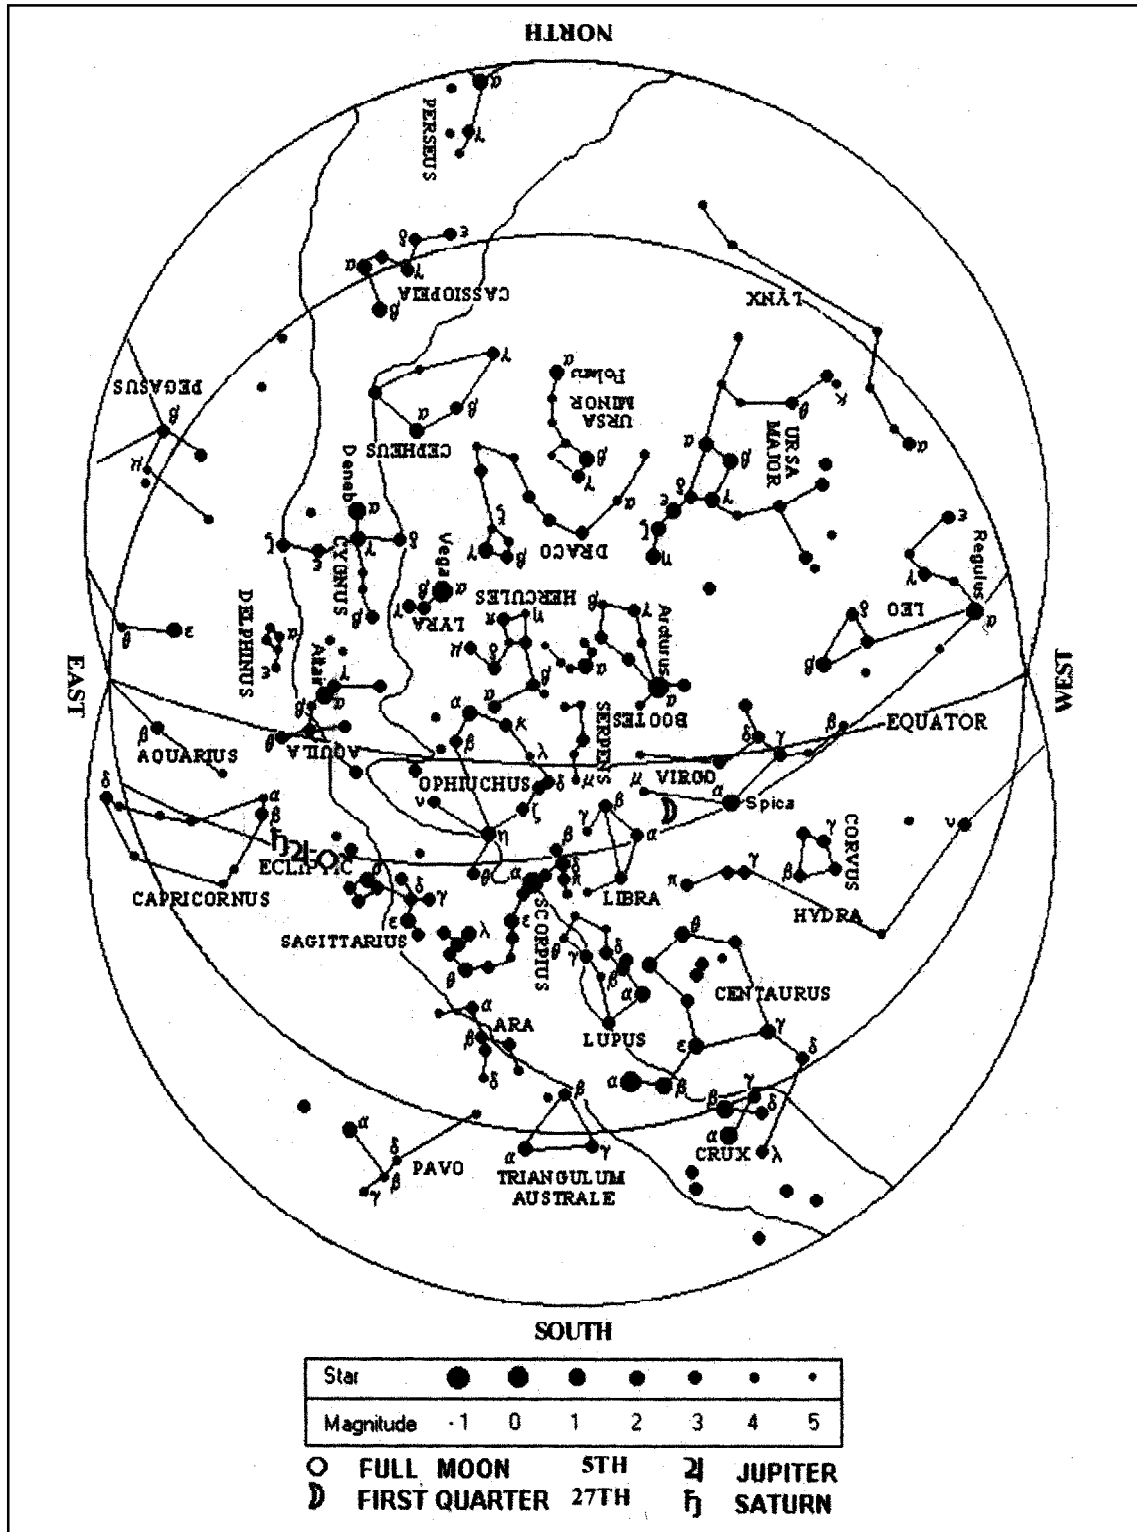 NORTH
α
γ
PERSEUS
ε
δ
α
γ
CASSIOPEIA
β
LYNX
γ
α
Polaris
PEGASUS
β
α
β
CEPHEUS
URSA
MINOR
κ
θ
URSA
MAJOR
α
α
β
β
γ
μ
Deneb
α
ξ
α
δ
γ
ε
ζ
η
ε
ζ
ε
γ
δ
CYGNUS
γ
β
DRACO
Regulus
γ
LEO
α
Vega
α
β
γ
LYRA
β
HERCULES
π
η
β
γ
δ
β
DELPHINUS
α
ε
θ
ε
μ
δ
α
Arcturus
α
BOOTES
EAST
WEST
Altair
γ
α
β
β
α
α
κ
SERPENS
δ
γ
β
EQUATOR
β
AQUARIUS
θ
AQUILA
β
λ
μ
μ
VIRGO
OPHIUCHUS
δ
α
Spica
δ
α
β
ν
ζ
β
γ
α
γ
CORVUS
ν
η
β
ECLIPTIC
δ
π
α
θ
π
γ
β
CAPRICORNUS
LIBRA
HYDRA
δ
γ
ε
SAGITTARIUS
λ
ε
SCORPIUS
θ
θ
δ
γ
β
α
θ
CENTAURUS
α
ARA
β
LUPUS
γ
ε
δ
δ
α
β
β
γ
β
δ
α
δ
PAVO
α
γ
α
CRUX
λ
β
γ
TRIANGULUM
AUSTRALE
SOUTH
Star
Magnitude -1 0 1 2 3 4 5
FULL MOON 5TH ♃ JUPITER
FIRST QUARTER 27TH ♄ SATURN